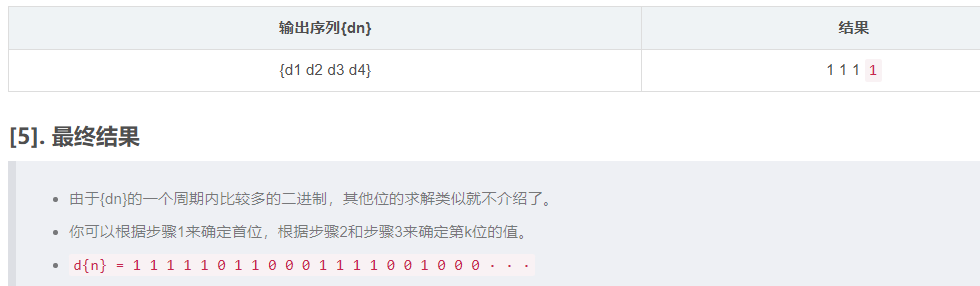 输出序列{dn} 结果
{d1 d2 d3 d4} 1 1 1 1
[5]. 最终结果
由于{dn}的一个周期内比较多的二进制，其他位的求解类似就不介绍了。
你可以根据步骤1来确定首位，根据步骤2和步骤3来确定第k位的值。
d{n} = 1 1 1 1 1 0 1 1 0 0 0 1 1 1 1 0 0 1 0 0 0 · · ·